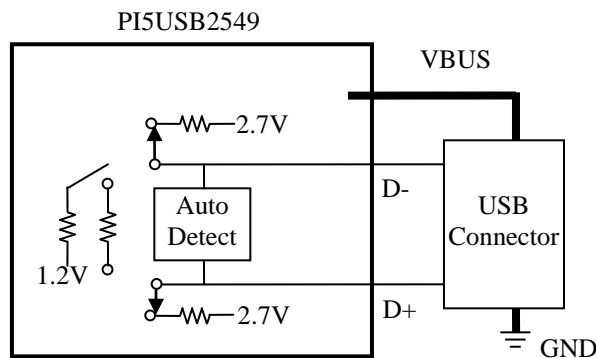 PI5USB2549
VBUS
2.7V
D-
Auto
Detect
USB
Connector
1.2V
2.7V
D+
GND